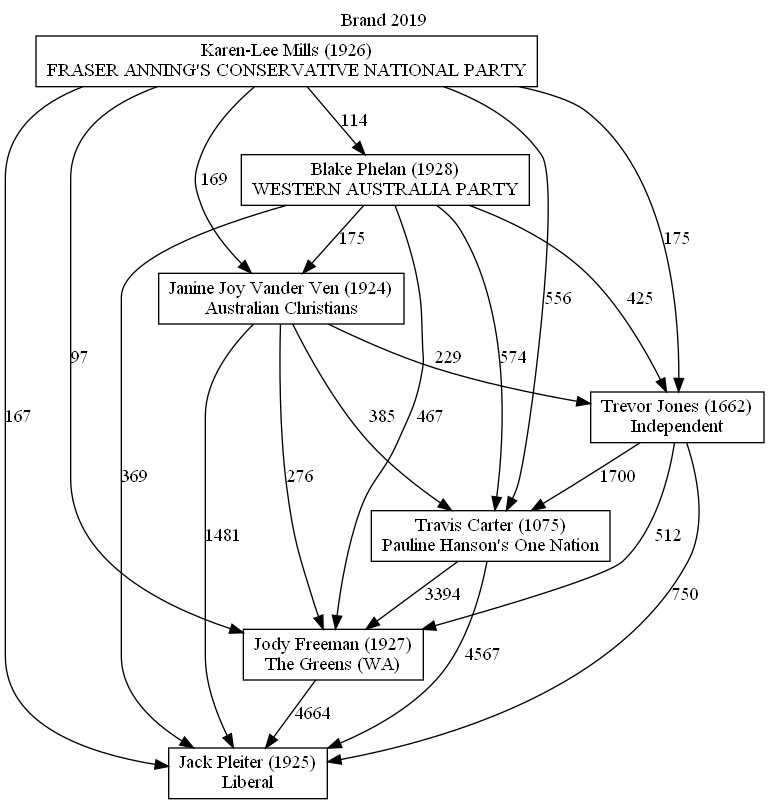 Brand 2019
Karen-Lee Mills (1926)
FRASER ANNING'S CONSERVATIVE NATIONAL PARTY
114
Blake Phelan (1928)
WESTERN AUSTRALIA PARTY
169
175
175
Janine Joy Vander Ven (1924)
Australian Christians
556
425
97
574
229
Trevor Jones (1662)
Independent
167
385
467
369
276
1700
Travis Carter (1075)
Pauline Hanson's One Nation
1481
512
3394
750
Jody Freeman (1927)
The Greens (WA)
4567
4664
Jack Pleiter (1925)
Liberal